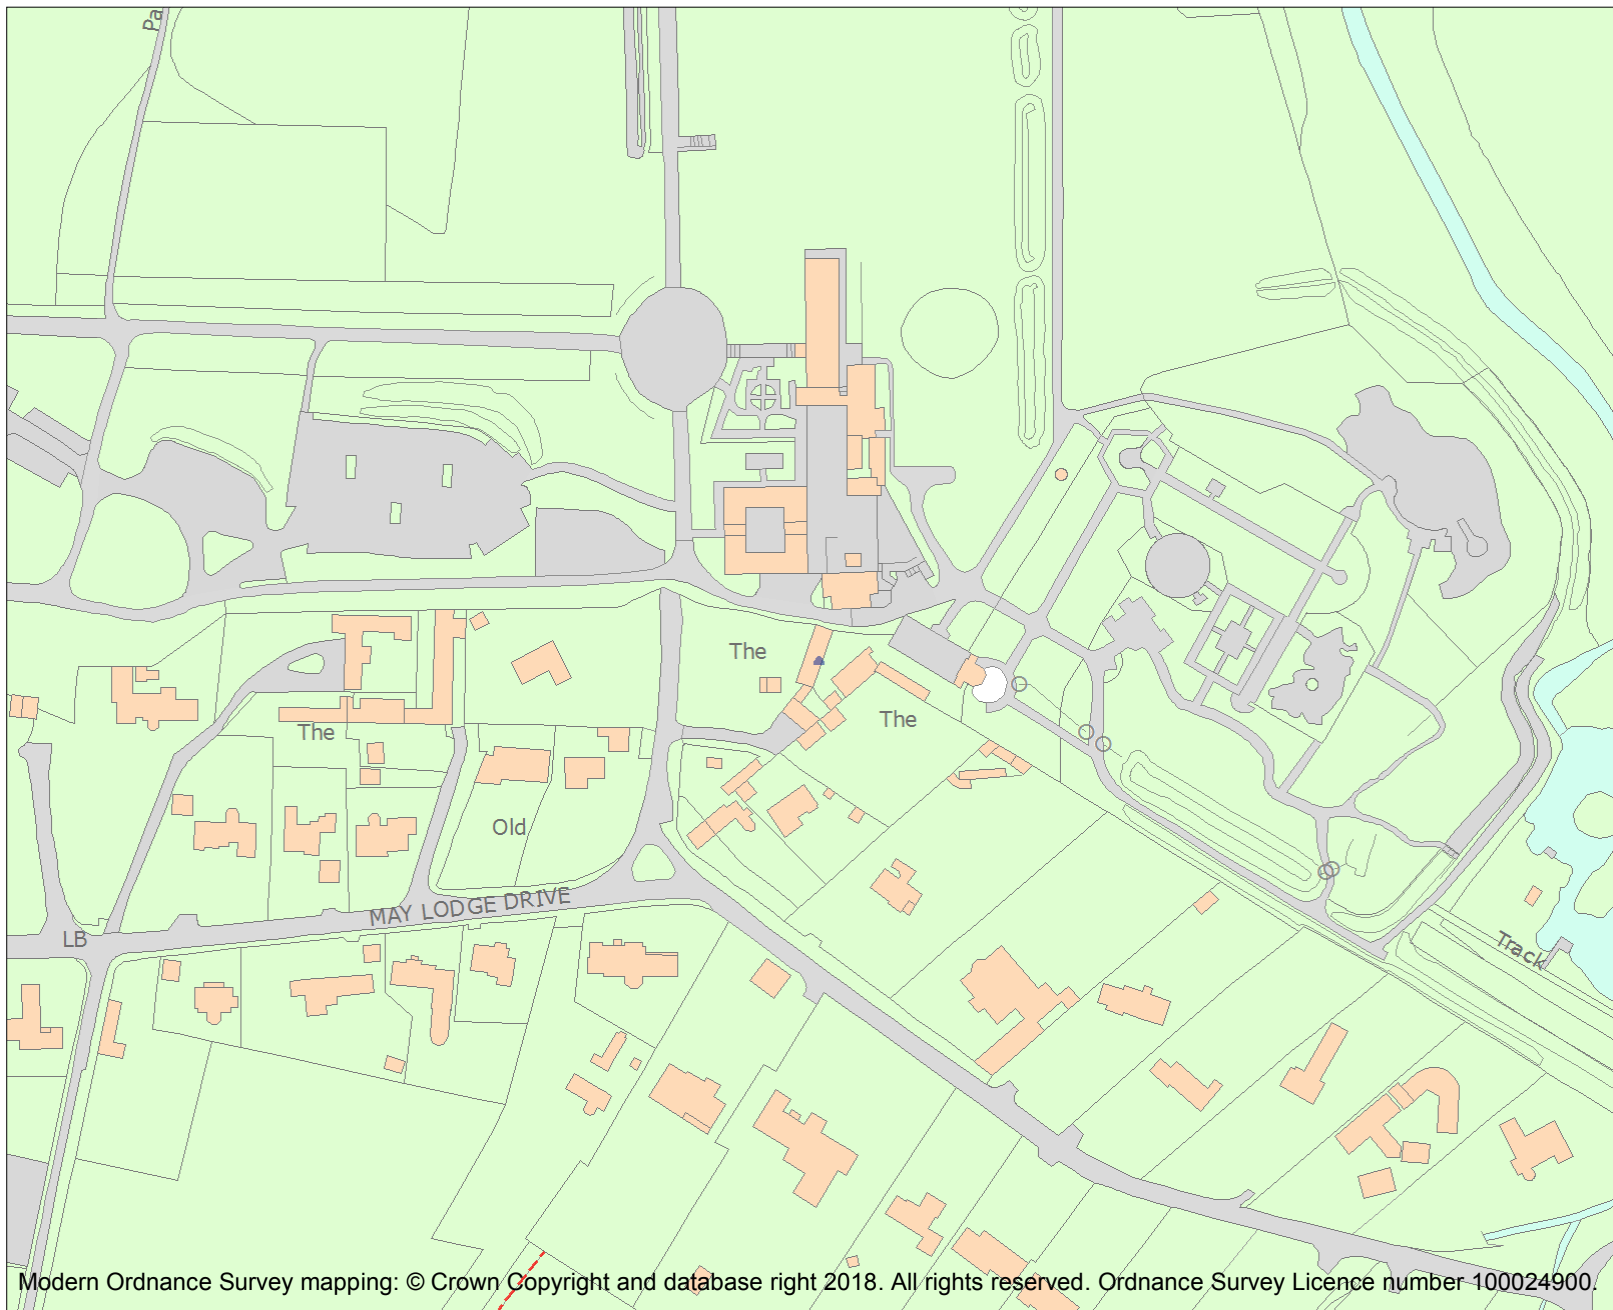 Pa
The
The
The
Old
MAY LODGE DRIVE
LB
Track
Modern Ordnance Survey mapping: © Crown Copyright and database right 2018. All rights reserved. Ordnance Survey Licence number 100024900.